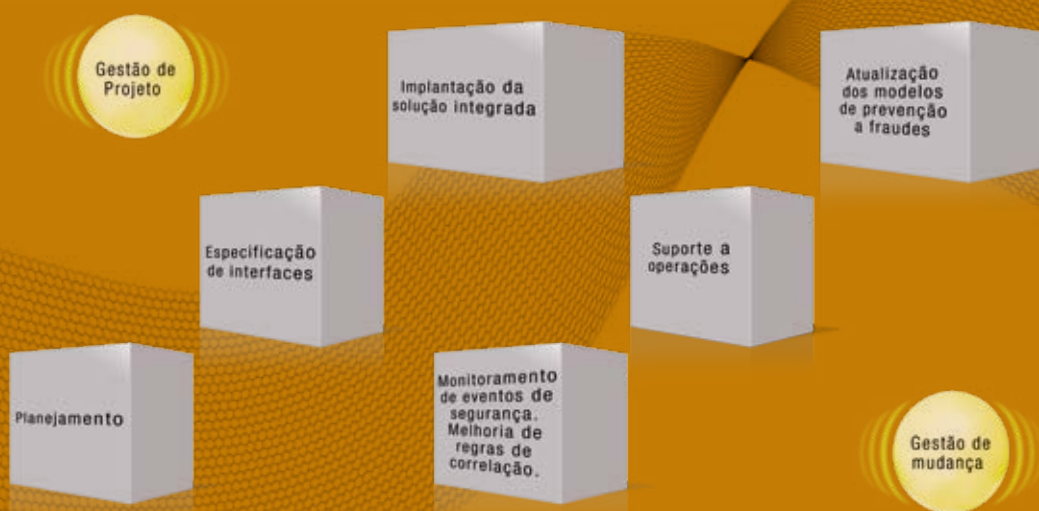 Gestão de
Projeto
Implantação da
solução integrada
Atualização
dos modelos
de prevenção
a fraudes
Especificação
de interfaces
Suporte a
operações
Planejamento
Monitoramento
de eventos de
segurança.
Melhoria de
regras de
correlação.
Gestão de
mudança